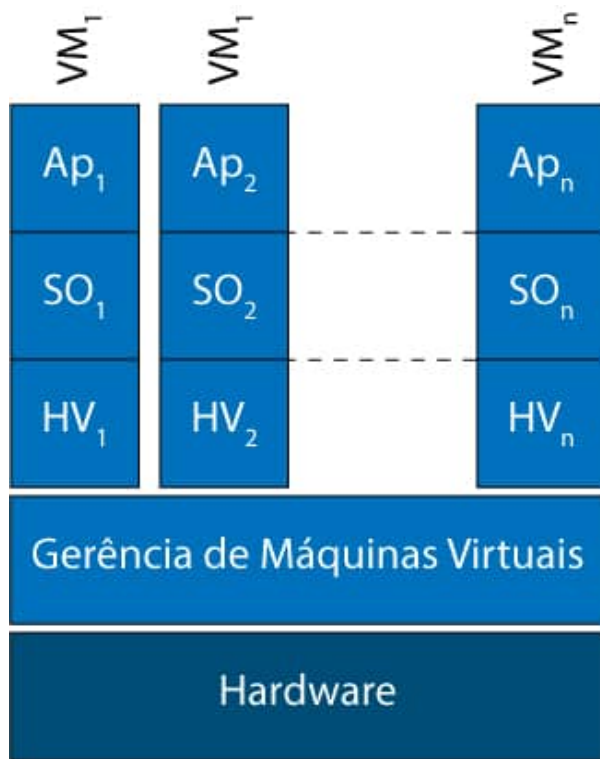 VM₁ VM₁ VMₙ
Ap₁ Ap₂ Apₙ
SO₁ SO₂ SOₙ
HV₁ HV₂ HVₙ
Gerência de Máquinas Virtuais
Hardware